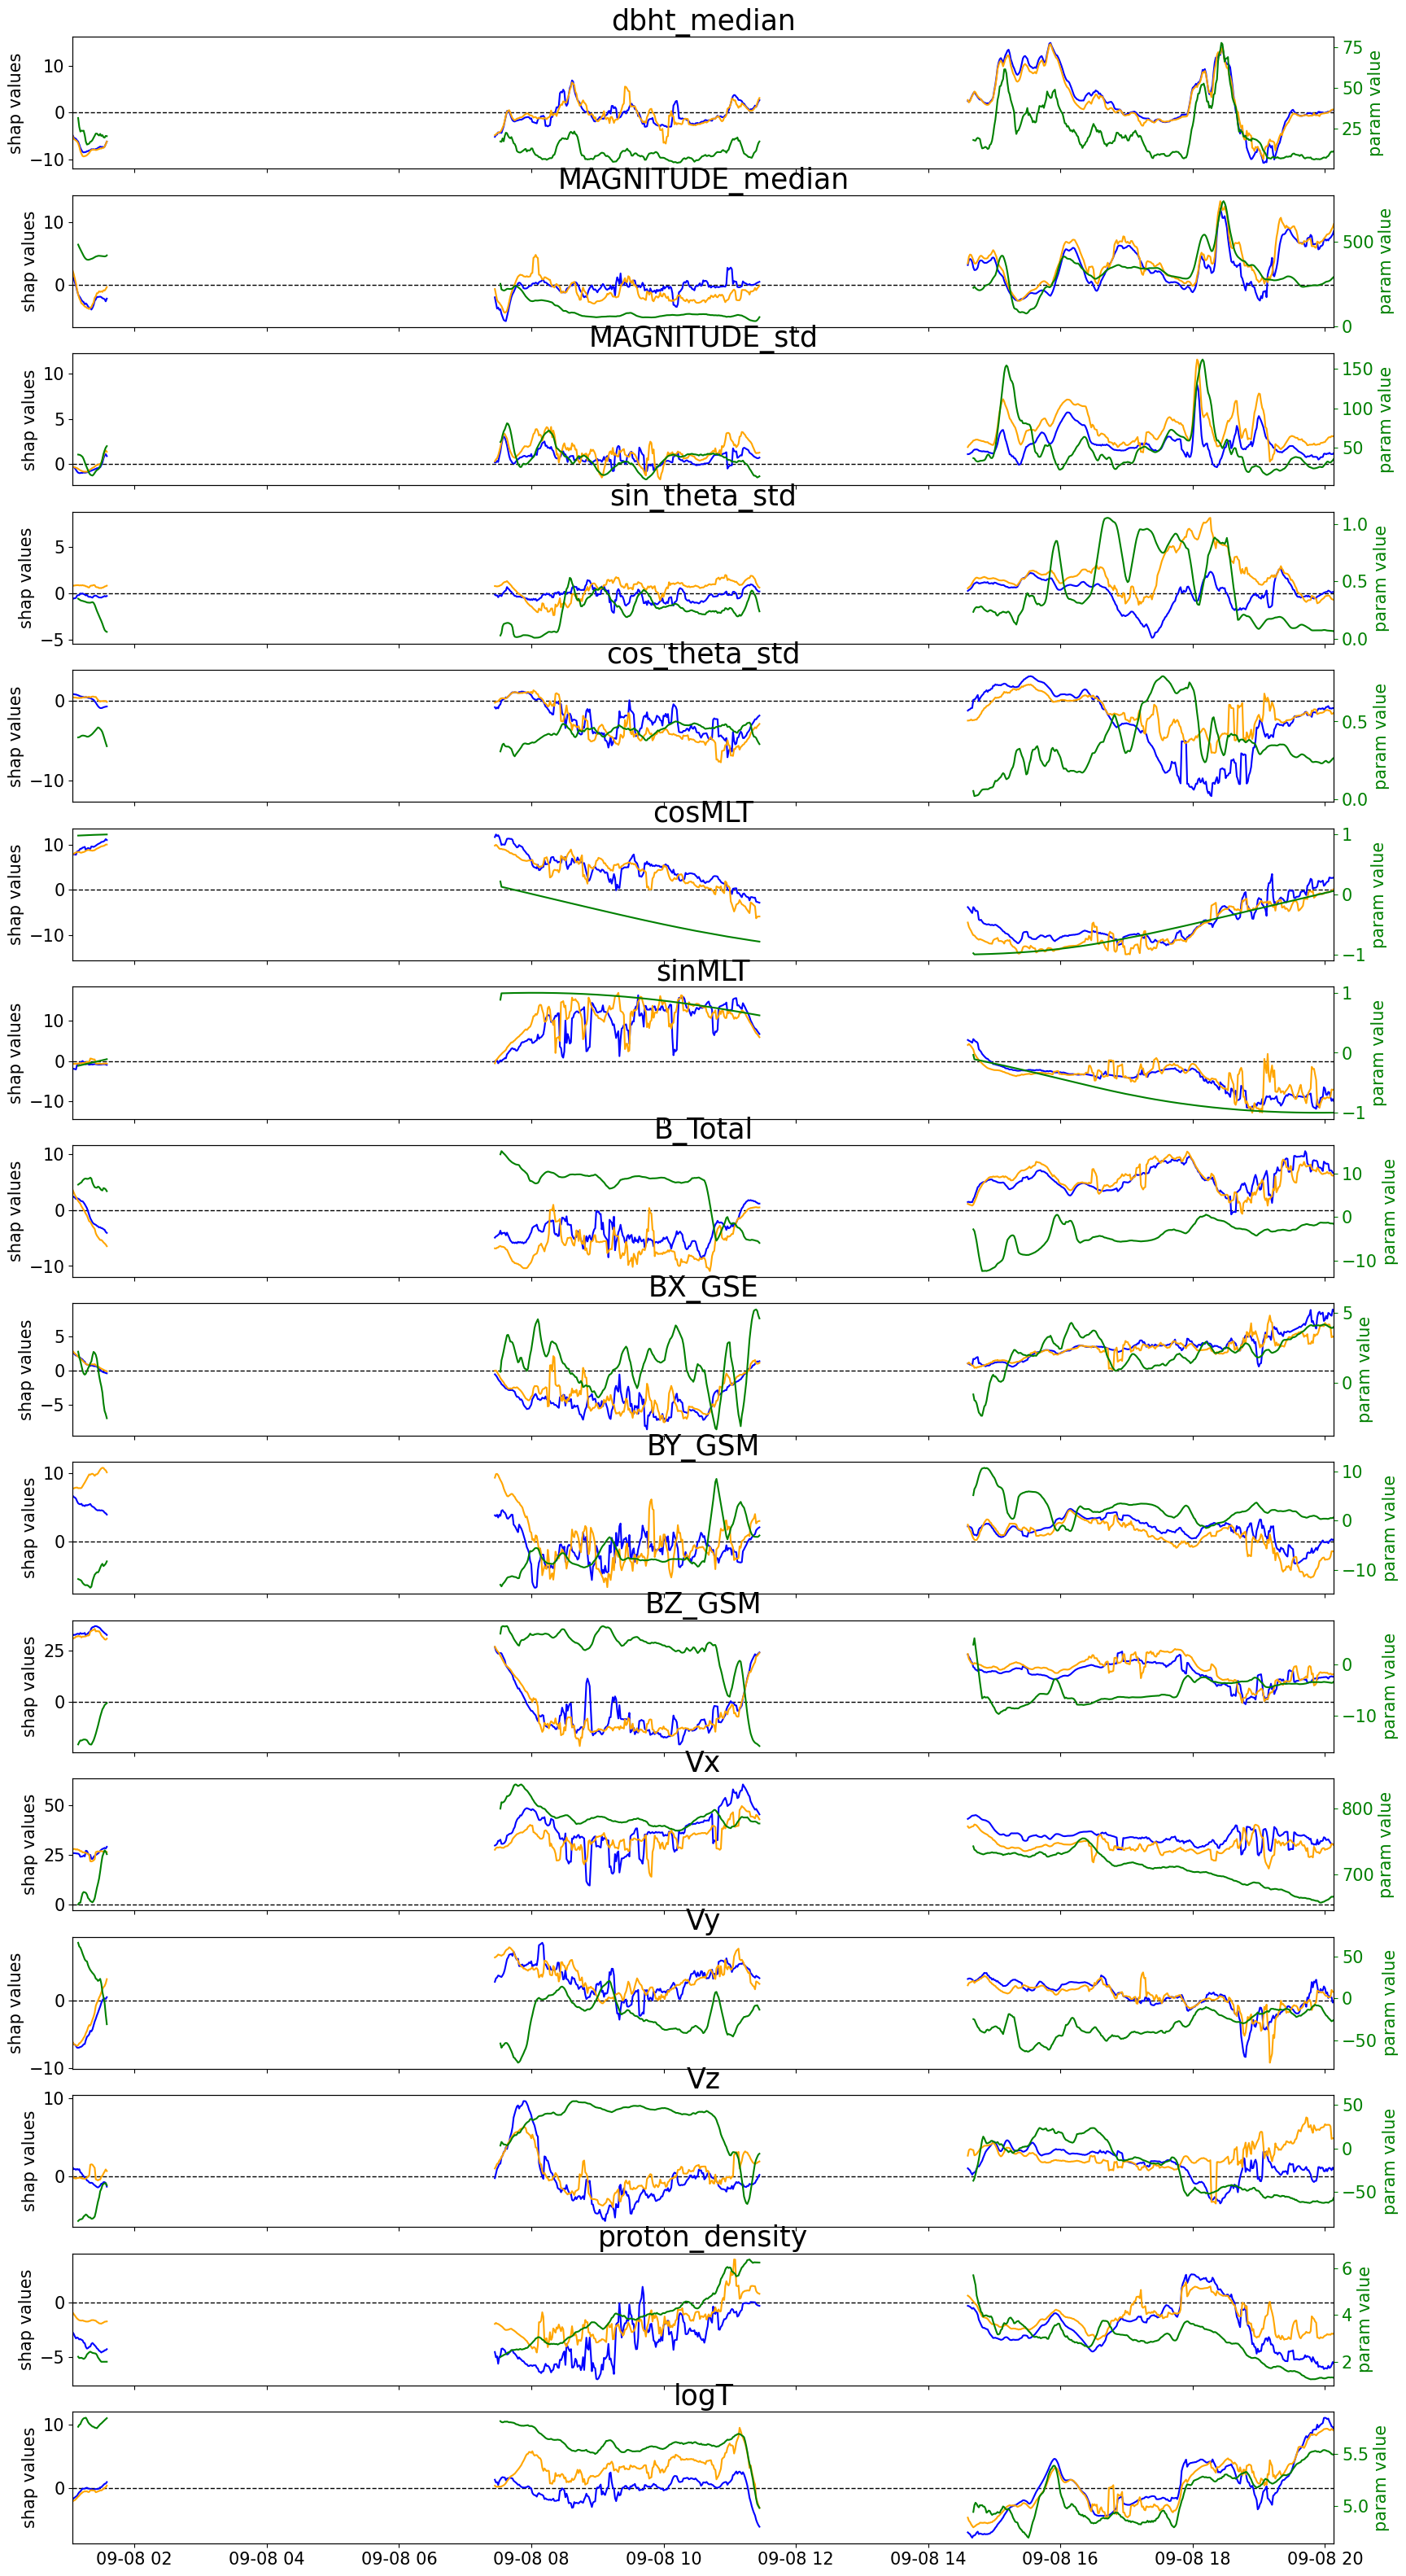 dbht_median
shap values
10
0
−10
75
50
25
param value
MAGNITUDE_median
shap values
10
0
500
0
param value
MAGNITUDE_std
shap values
10
5
0
150
100
50
param value
sin_theta_std
shap values
5
0
−5
1.0
0.5
0.0
param value
cos_theta_std
shap values
0
−10
0.5
0.0
param value
cosMLT
shap values
10
0
−10
1
0
−1
param value
sinMLT
shap values
10
0
−10
1
0
−1
param value
B_Total
shap values
10
0
−10
10
0
−10
param value
BX_GSE
shap values
5
0
−5
5
0
param value
BY_GSM
shap values
10
0
10
0
−10
param value
BZ_GSM
shap values
25
0
0
−10
param value
Vx
shap values
50
25
0
800
700
param value
Vy
shap values
0
−10
50
0
−50
param value
Vz
shap values
10
0
50
0
−50
param value
proton_density
shap values
0
−5
6
4
2
param value
logT
shap values
10
0
5.5
5.0
param value
09-08 02
09-08 04
09-08 06
09-08 08
09-08 10
09-08 12
09-08 14
09-08 16
09-08 18
09-08 20